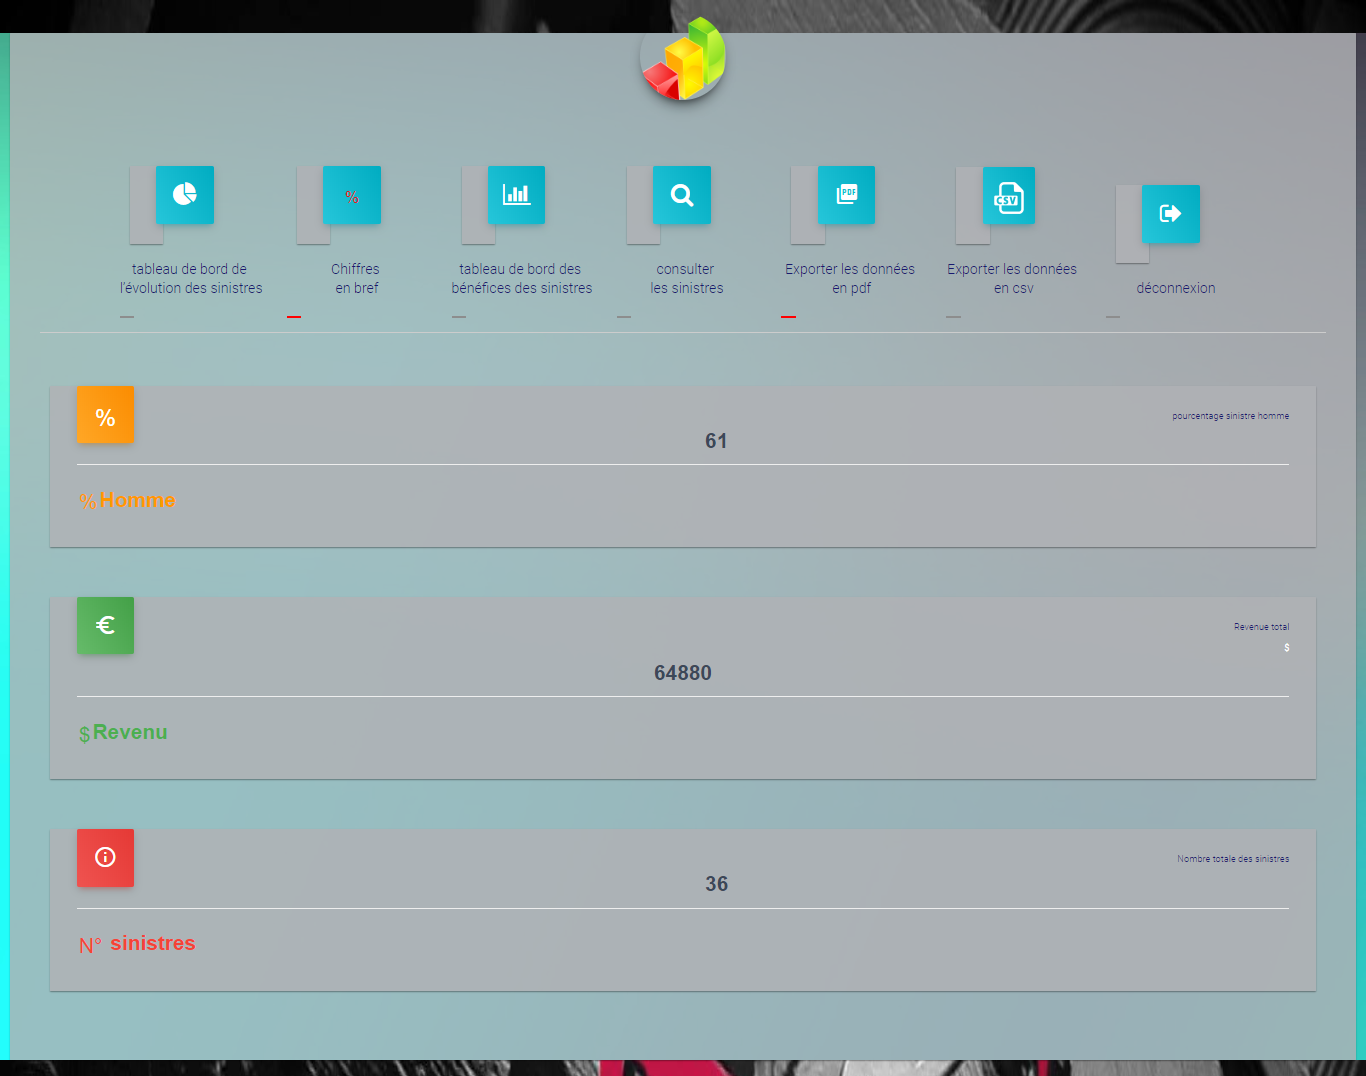 %
PDF
CSV
tableau de bord de
l'évolution des sinistres
Chiffres
en bref
tableau de bord des
bénéfices des sinistres
consulter
les sinistres
Exporter les données
en pdf
Exporter les données
en csv
déconnexion
%
pourcentage sinistre homme
61
% Homme
€
Revenue total
$
64880
$ Revenu
Nombre totale des sinistres
36
N° sinistres